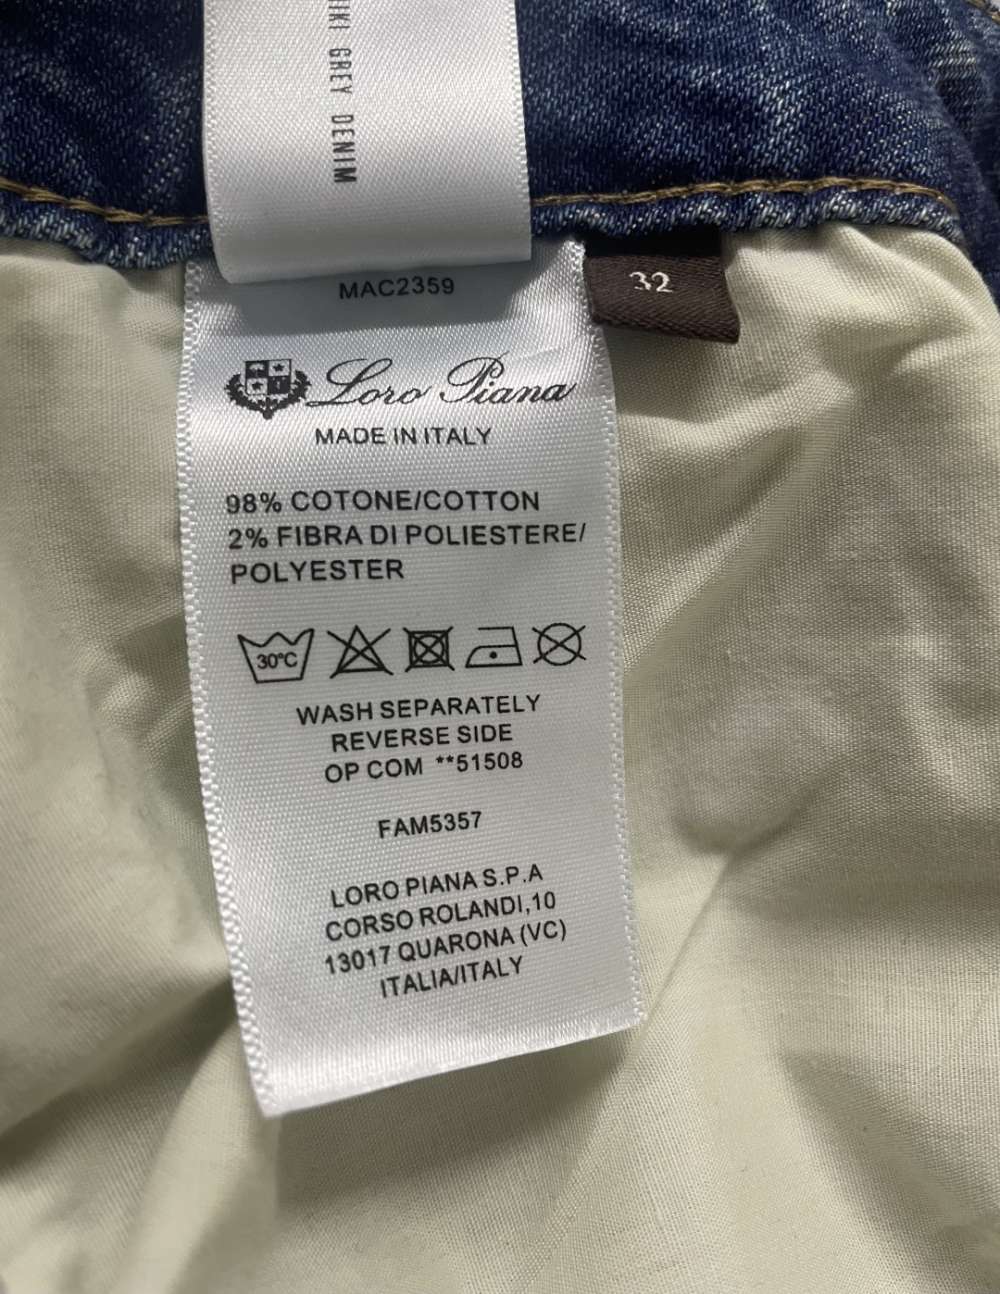 GREY DENIM
MAC2359
32
Loro Piana
MADE IN ITALY
98% COTONE/COTTON
2% FIBRA DI POLIESTERE/
POLYESTER
30°C
WASH SEPARATELY
REVERSE SIDE
OP COM **51508
FAM5357
LORO PIANA S.P.A
CORSO ROLANDI,10
13017 QUARONA (VC)
ITALIA/ITALY